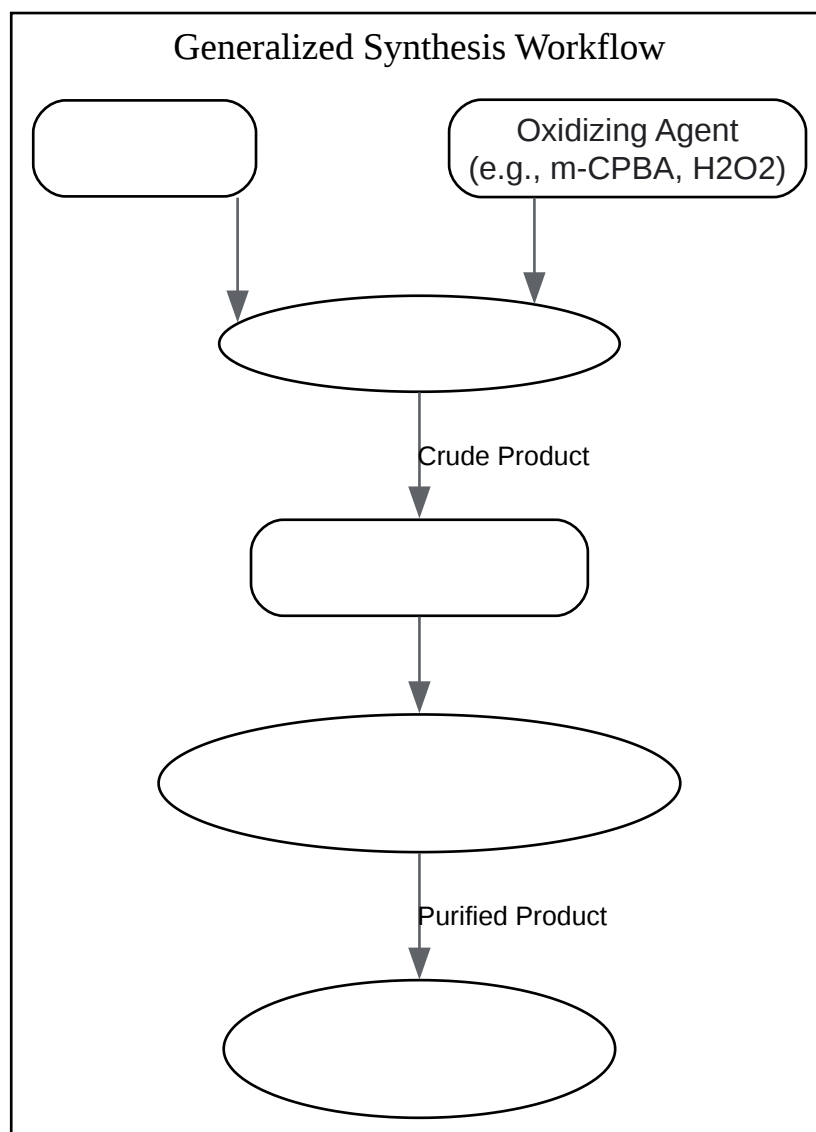 Generalized Synthesis Workflow
Oxidizing Agent
(e.g., m-CPBA, H2O2)
Crude Product
Purified Product